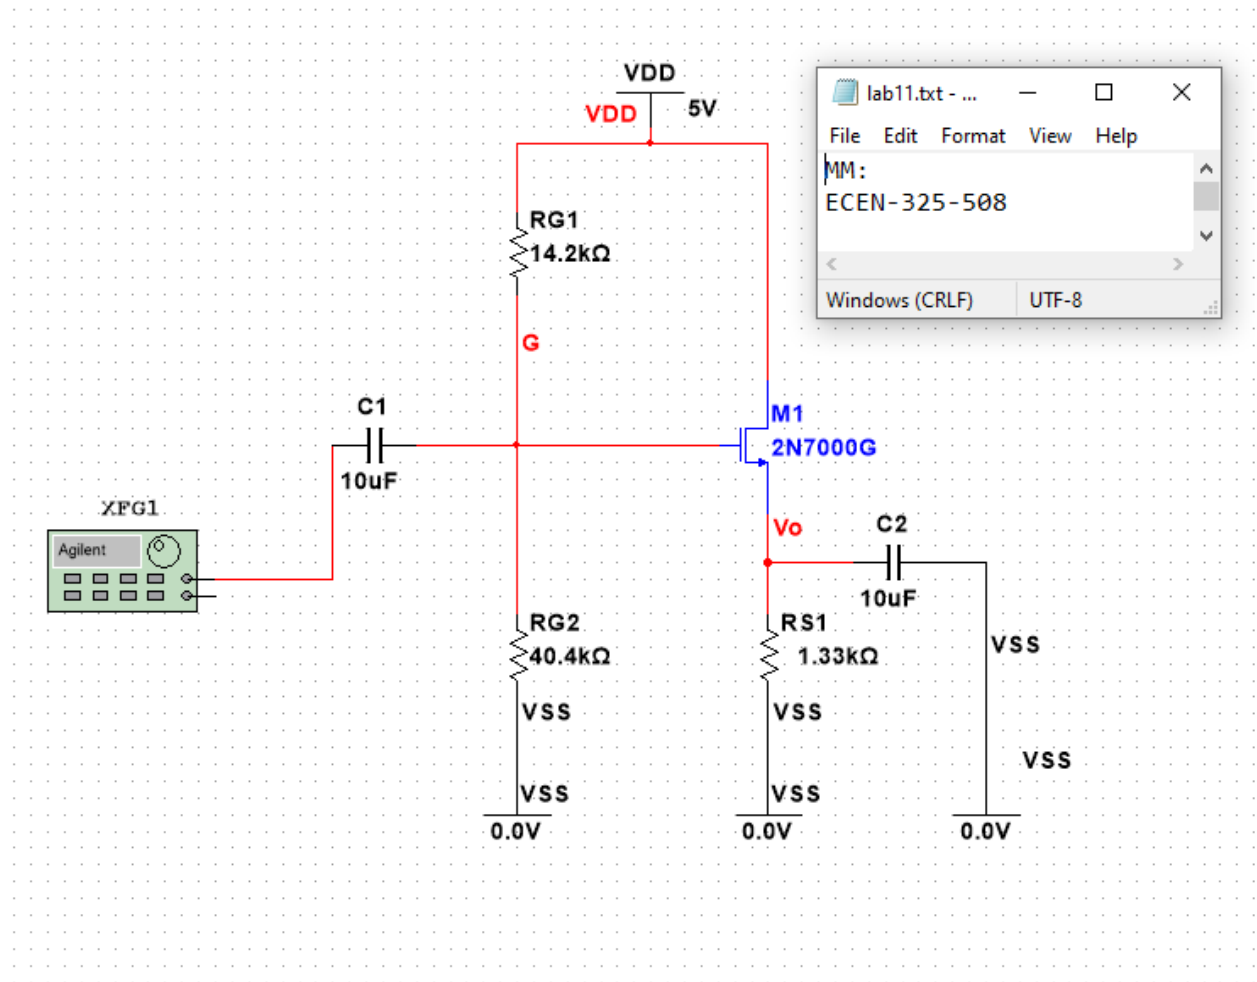 VDD
VDD
5V
lab11.txt - ...
File Edit Format View Help
MM:
ECEN-325-508
Windows (CRLF) UTF-8
RG1
14.2kΩ
G
C1
10uF
M1
2N7000G
XFG1
Agilent
Vo
C2
10uF
RG2
40.4kΩ
RS1
1.33kΩ
VSS
VSS
VSS
VSS
VSS
VSS
0.0V
0.0V
0.0V